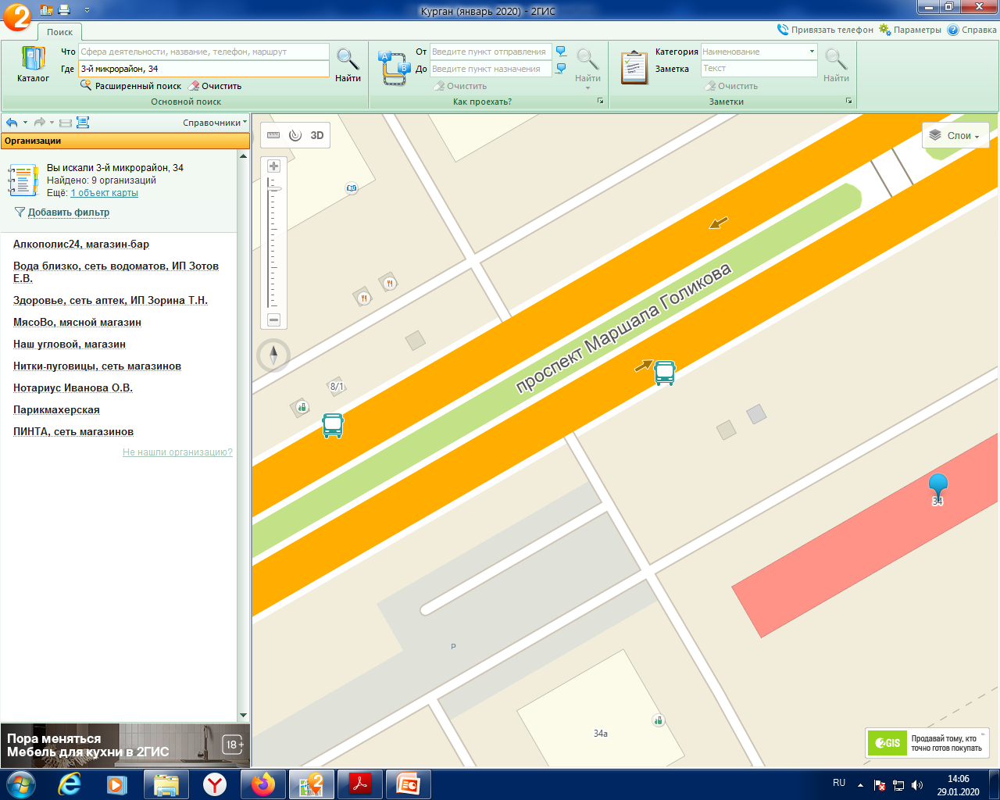 Курган (январь 2020) - 2ГИС
Поиск
Привязать телефон
Параметры
Справка
Каталог
Что
Сфера деятельности, название, телефон, маршрут
Где
3-й микрорайон, 34
Расширенный поиск
Очистить
Найти
Основной поиск
От
Введите пункт отправления
До
Введите пункт назначения
Очистить
Найти
Как проехать?
Категория
Наименование
Заметка
Текст
Очистить
Найти
Заметки
Справочники
Организации
Вы искали 3-й микрорайон, 34
Найдено: 9 организаций
Ещё: 1 объект карты
Добавить фильтр
Алкополис24, магазин-бар
Вода близко, сеть водоматов, ИП Зотов
Е.В.
Здоровье, сеть аптек, ИП Зорина Т.Н.
МясоВо, мясной магазин
Наш угловой, магазин
Нитки-пуговицы, сеть магазинов
Нотариус Иванова О.В.
Парикмахерская
ПИНТА, сеть магазинов
Не нашли организацию?
Пора меняться
Мебель для кухни в 2ГИС
18+
3D
Слои
проспект Маршала Голикова
8/1
34
P
34а
2GIS
Продавай тому, кто
точно готов покупать
RU
14:06
29.01.2020